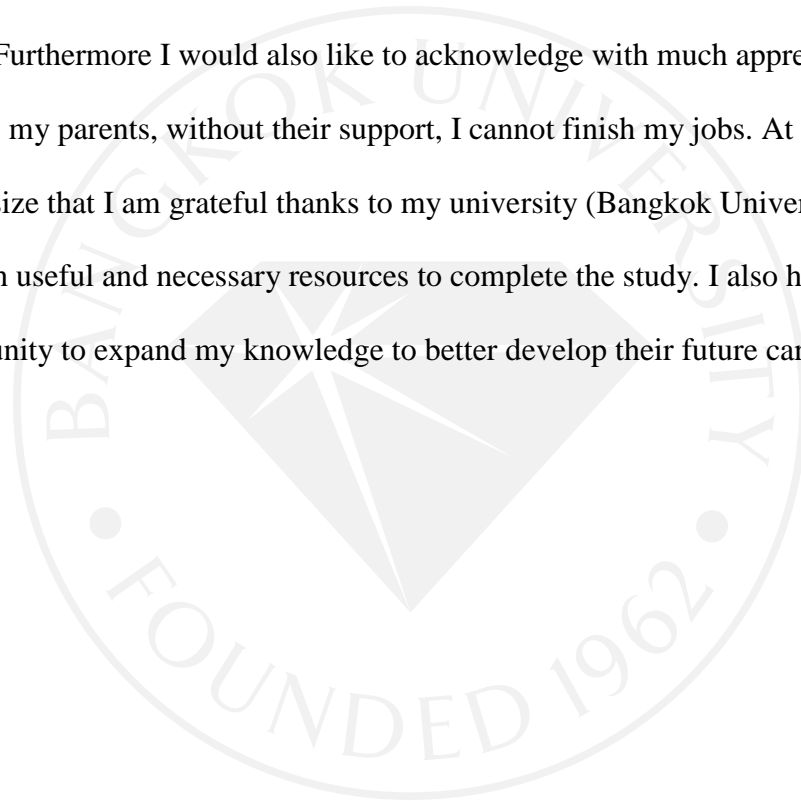 Furthermore I would also like to acknowledge with much appre
my parents, without their support, I cannot finish my jobs. At
size that I am grateful thanks to my university (Bangkok Univer
n useful and necessary resources to complete the study. I also h
unity to expand my knowledge to better develop their future car
BANGKOK UNIVERSITY
• FOUNDED 1962 •